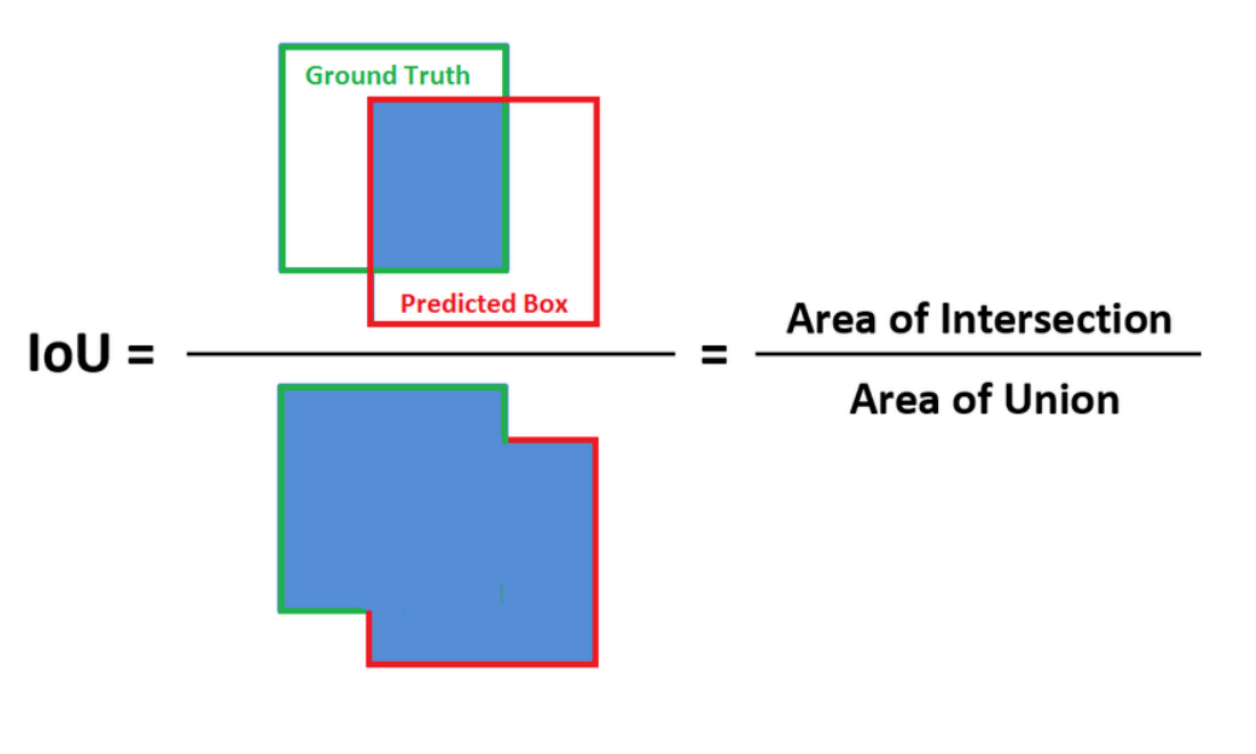 Ground Truth
Predicted Box
IoU =
=
Area of Intersection
Area of Union